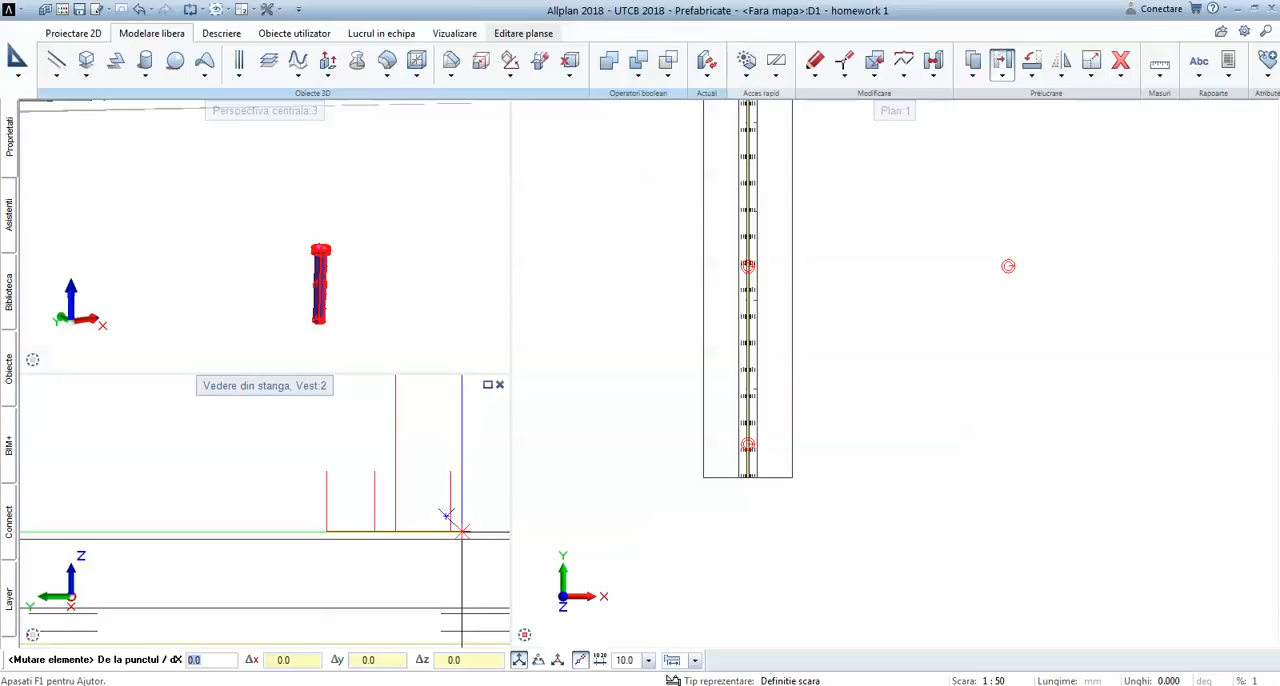 Allplan 2018 - UTCB 2018 - Prefabricate - <Fara mapa>:D1 - homework 1
Conectare
Proiectare 2D
Modelare libera
Descriere
Obiecte utilizator
Lucrul in echipa
Vizualizare
Editare planse
Abc
Obiecte 3D
Operatori boolean
Actual
Acces rapid
Modificare
Prelucrare
Masuri
Rapoarte
Atribute
Perspectiva centrala:3
Plan:1
Proprietati
Asistenti
Biblioteca
Obiecte
BIM+
Connect
Layer
Y
X
Vedere din stanga, Vest:2
Z
Y
X
Y
X
Z
<Mutare elemente> De la punctul / dX 0.0 Δx 0.0 Δy 0.0 Δz 0.0 10.0
Apasati F1 pentru Ajutor.
Tip reprezentare: Definitie scara
Scara: 1 : 50
Lungime: mm
Unghi: 0.000 deg
%: 1